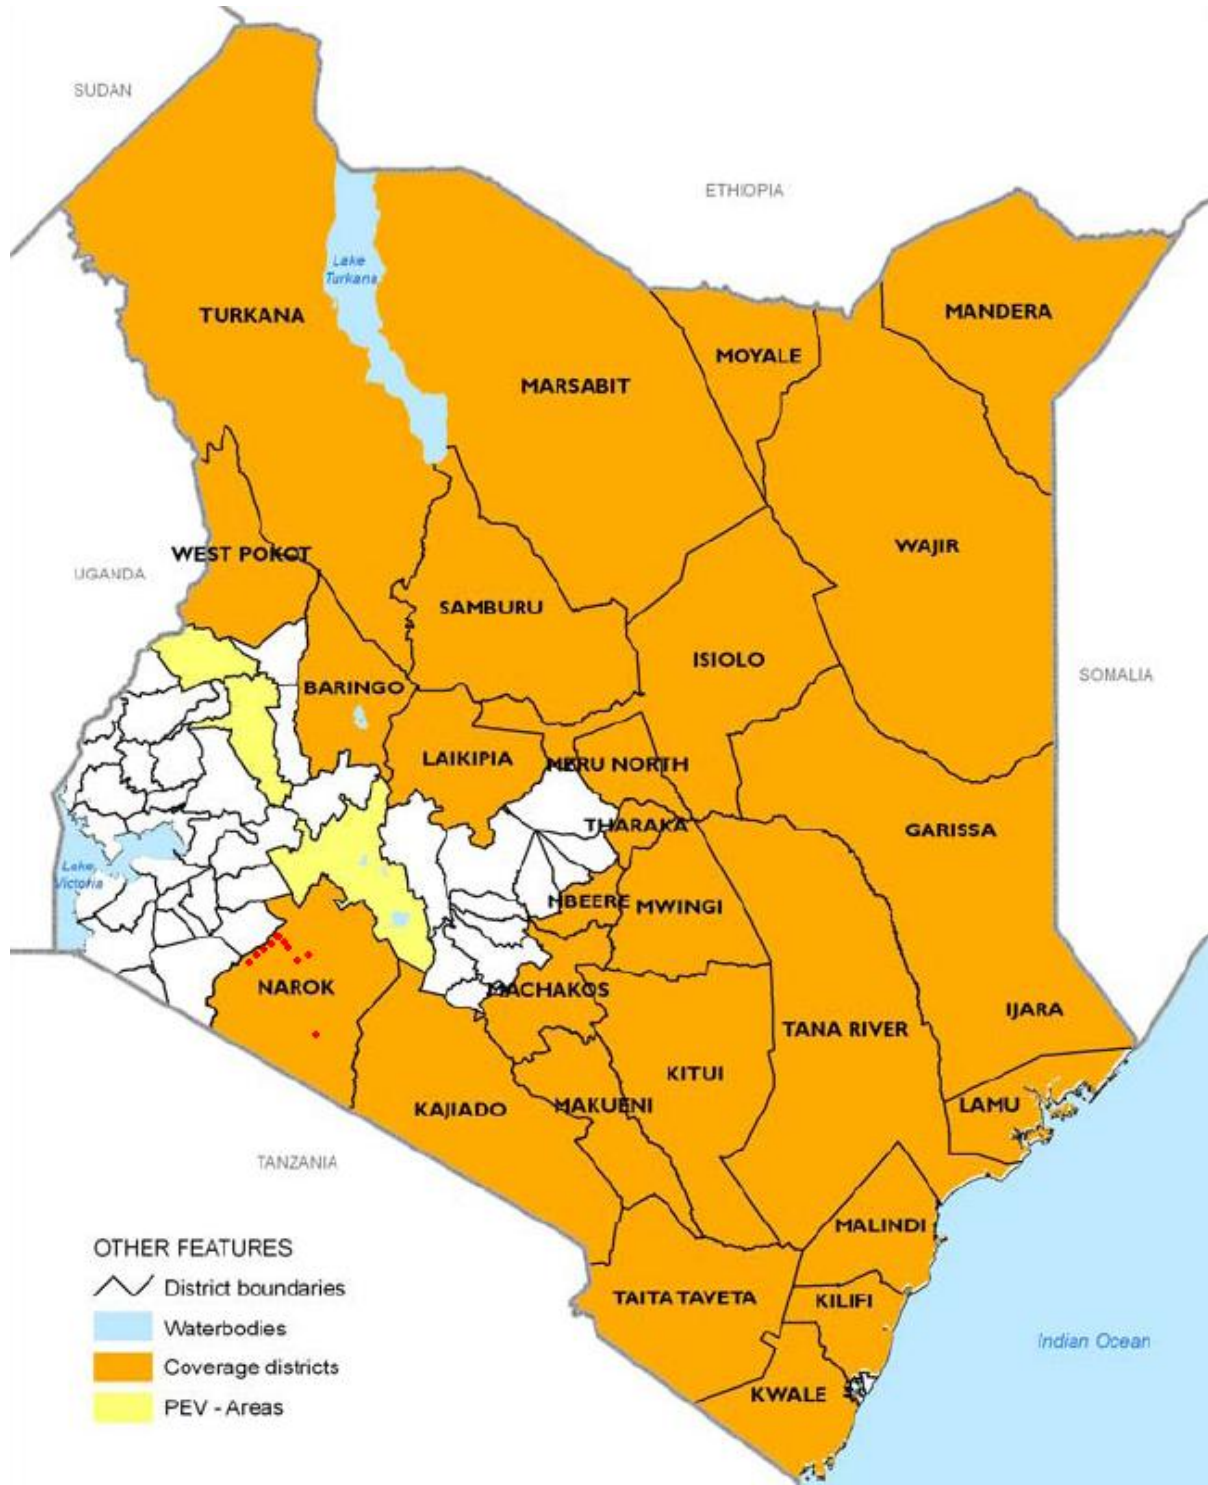 SUDAN
ETHIOPIA
Lake
Turkana
TURKANA
MANDERA
MOYALE
MARSABIT
WEST POKOT
WAJIR
UGANDA
SAMBURU
ISIOLO
SOMALIA
BARINGO
LAIKIPIA
MERU NORTH
THARAKA
GARISSA
Lake
Victoria
MBEERE
MWINGI
NAROK
MACHAKOS
IJARA
TANA RIVER
KITUI
LAMU
KAJIADO
MAKUENI
TANZANIA
MALINDI
OTHER FEATURES
District boundaries
TAITA TAVETA
KILIFI
Waterbodies
Indian Ocean
Coverage districts
KWALE
PEV - Areas